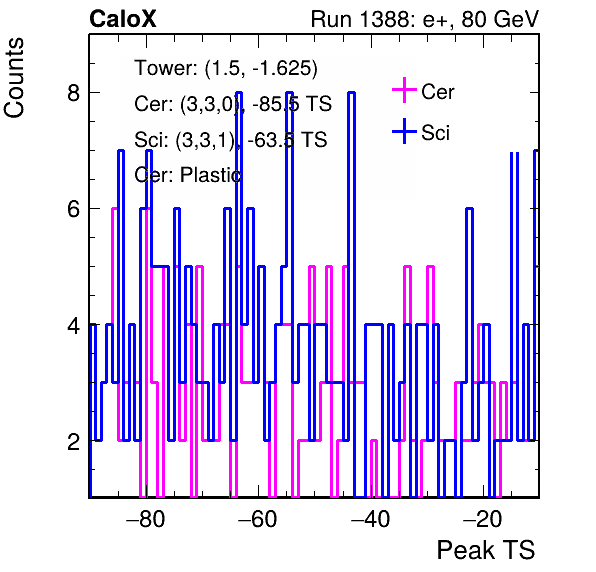 CaloX Run 1388: e+, 80 GeV
Counts
Tower: (1.5, -1.625)
Cer: (3,3,0), -85.5 TS
Sci: (3,3,1), -63.5 TS
Cer: Plastic
Cer
Sci
8
6
4
2
−80 −60 −40 −20
Peak TS